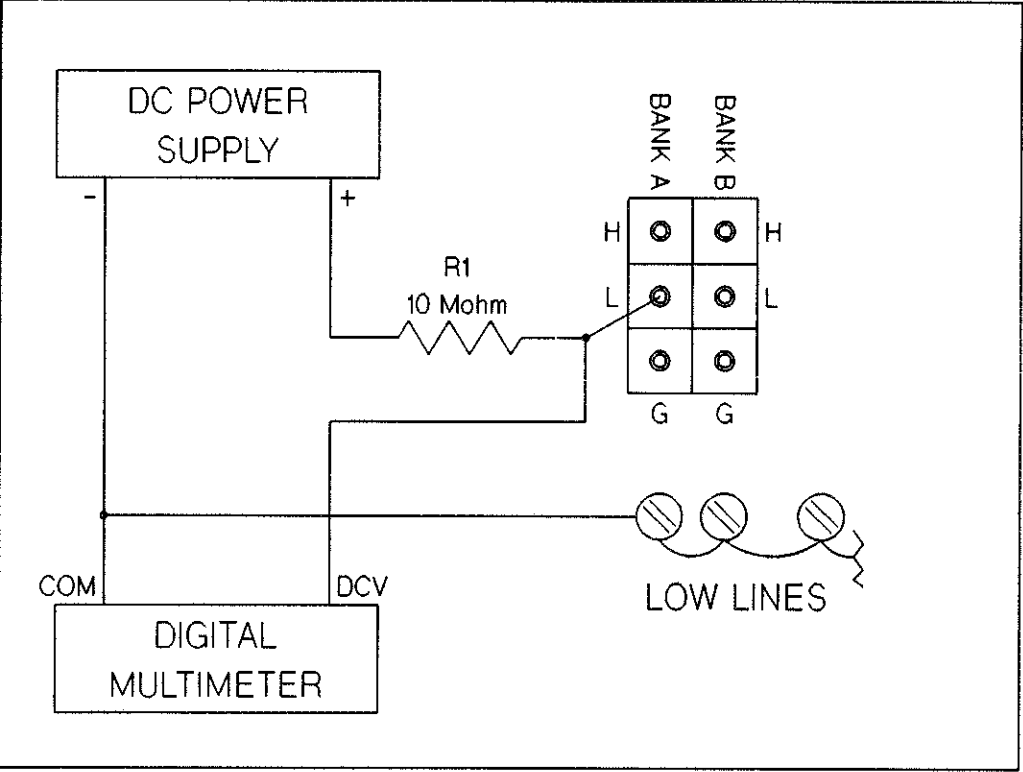 DC POWER
SUPPLY
-
+
R1
10 Mohm
BANK A
BANK B
H
H
L
L
G
G
COM
DCV
DIGITAL
MULTIMETER
LOW LINES